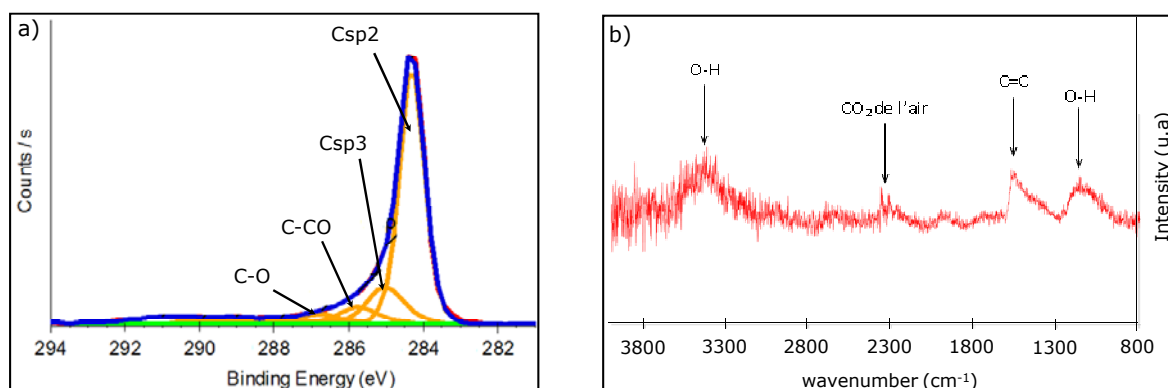 a)
Csp2
Csp3
C-CO
C-O
Counts / s
294 292 290 288 286 284 282
Binding Energy (eV)
b)
O-H
CO₂ de l'air
C=C
O-H
Intensity (u.a)
3800 3300 2800 2300 1800 1300 800
wavenumber (cm⁻¹)